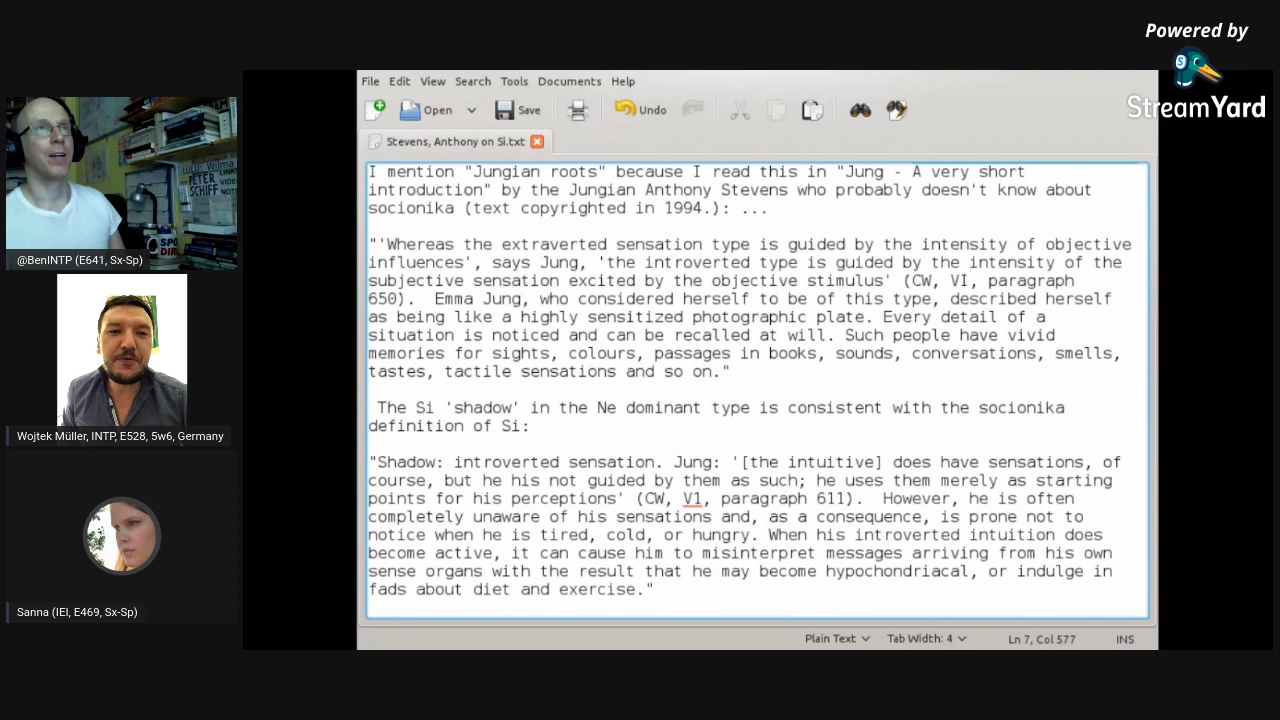 Powered by
StreamYard
File Edit View Search Tools Documents Help
Open Save Undo
Stevens, Anthony on Si.txt
I mention "Jungian roots" because I read this in "Jung - A very short
introduction" by the Jungian Anthony Stevens who probably doesn't know about
socionika (text copyrighted in 1994.): ...
"'Whereas the extraverted sensation type is guided by the intensity of objective
influences', says Jung, 'the introverted type is guided by the intensity of the
subjective sensation excited by the objective stimulus' (CW, VI, paragraph
650).  Emma Jung, who considered herself to be of this type, described herself
as being like a highly sensitized photographic plate. Every detail of a
situation is noticed and can be recalled at will. Such people have vivid
memories for sights, colours, passages in books, sounds, conversations, smells,
tastes, tactile sensations and so on."
The Si 'shadow' in the Ne dominant type is consistent with the socionika
definition of Si:
"Shadow: introverted sensation. Jung: '[the intuitive] does have sensations, of
course, but he his not guided by them as such; he uses them merely as starting
points for his perceptions' (CW, V1, paragraph 611).  However, he is often
completely unaware of his sensations and, as a consequence, is prone not to
notice when he is tired, cold, or hungry. When his introverted intuition does
become active, it can cause him to misinterpret messages arriving from his own
sense organs with the result that he may become hypochondriacal, or indulge in
fads about diet and exercise."
Plain Text Tab Width: 4 Ln 7, Col 577 INS
PETER
SCHIFF
@BenINTP (E641, Sx-Sp)
Wojtek Müller, INTP, E528, 5w6, Germany
Sanna (IEI, E469, Sx-Sp)